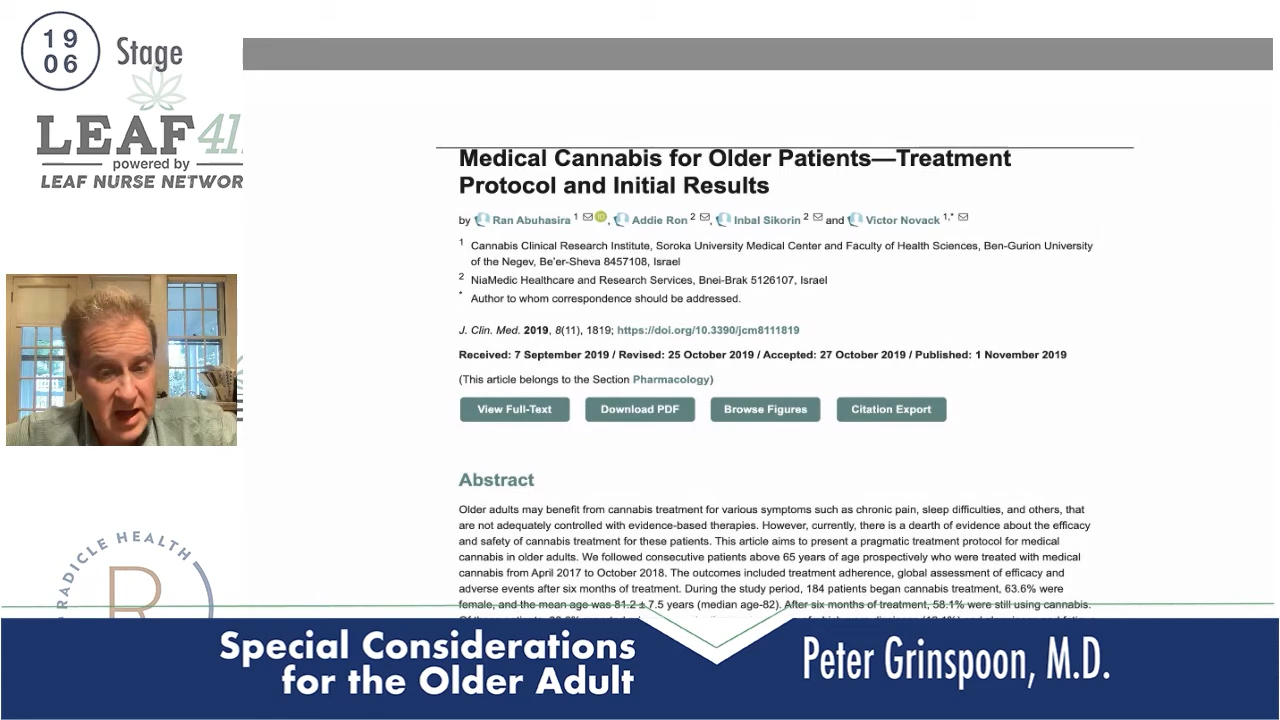 19
06
Stage
LEAF 41
powered by
LEAF NURSE NETWOR
Medical Cannabis for Older Patients—Treatment
Protocol and Initial Results
by Ran Abuhasira 1, Addie Ron 2, Inbal Sikorin 2 and Victor Novack 1,*
1 Cannabis Clinical Research Institute, Soroka University Medical Center and Faculty of Health Sciences, Ben-Gurion University
of the Negev, Be'er-Sheva 8457108, Israel
2 NiaMedic Healthcare and Research Services, Bnei-Brak 5126107, Israel
* Author to whom correspondence should be addressed.
J. Clin. Med. 2019, 8(11), 1819; https://doi.org/10.3390/jcm8111819
Received: 7 September 2019 / Revised: 25 October 2019 / Accepted: 27 October 2019 / Published: 1 November 2019
(This article belongs to the Section Pharmacology)
View Full-Text
Download PDF
Browse Figures
Citation Export
Abstract
Older adults may benefit from cannabis treatment for various symptoms such as chronic pain, sleep difficulties, and others, that
are not adequately controlled with evidence-based therapies. However, currently, there is a dearth of evidence about the efficacy
and safety of cannabis treatment for these patients. This article aims to present a pragmatic treatment protocol for medical
cannabis in older adults. We followed consecutive patients above 65 years of age prospectively who were treated with medical
cannabis from April 2017 to October 2018. The outcomes included treatment adherence, global assessment of efficacy and
adverse events after six months of treatment. During the study period, 184 patients began cannabis treatment, 63.6% were
female, and the mean age was 81.2 ± 7.5 years (median age-82). After six months of treatment, 58.1% were still using cannabis.
RADICLE HEALTH
R
Special Considerations
for the Older Adult
Peter Grinspoon, M.D.